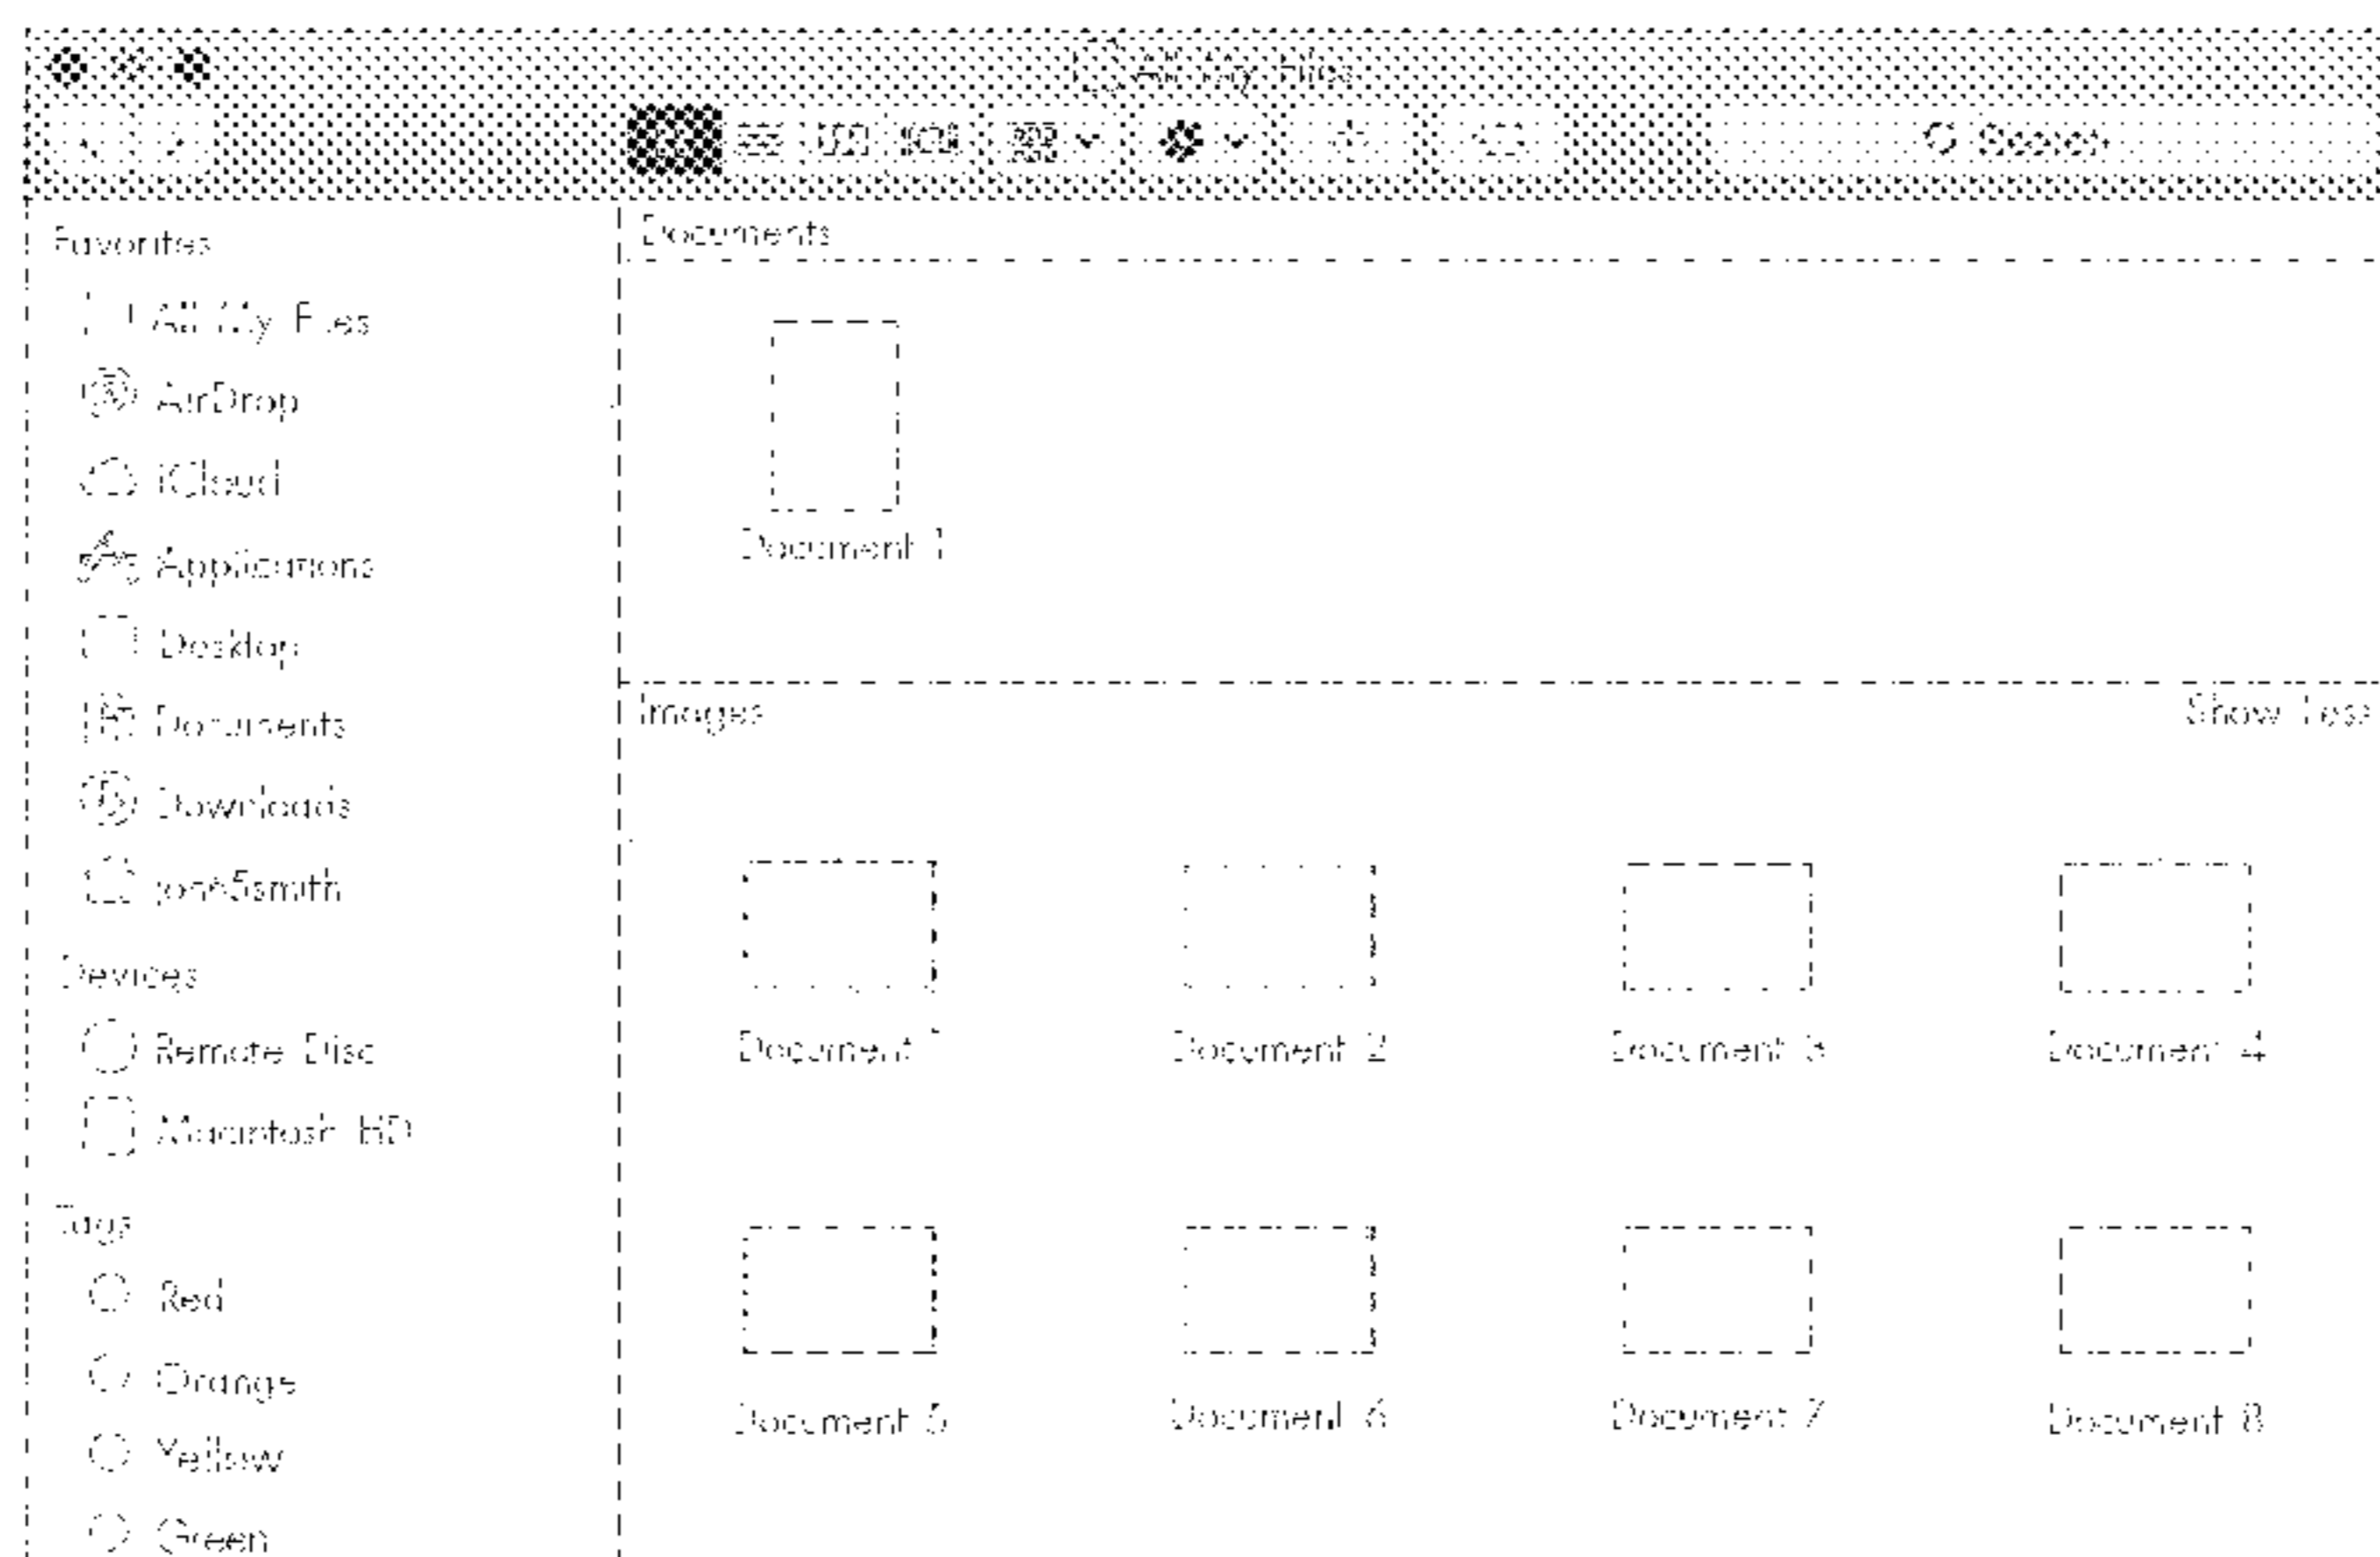 All My Files
Search
Favorites
All My Files
AirDrop
iCloud
Applications
Desktop
Documents
Downloads
Devices
Remote Disc
Macintosh HD
Tags
Red
Orange
Yellow
Green
Documents
Document 1
Images
Show less
Document 1
Document 2
Document 3
Document 4
Document 5
Document 6
Document 7
Document 8